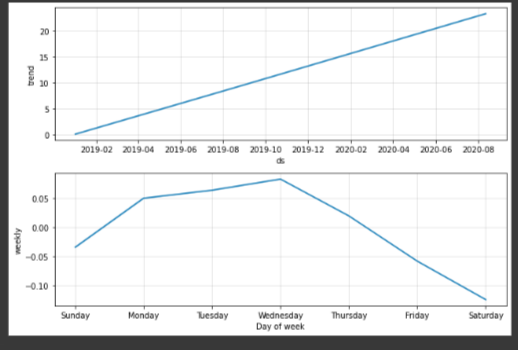 trend
20
15
10
5
0
2019-02 2019-04 2019-06 2019-08 2019-10 2019-12 2020-02 2020-04 2020-06 2020-08
ds
weekly
0.05
0.00
−0.05
−0.10
Sunday Monday Tuesday Wednesday Thursday Friday Saturday
Day of week